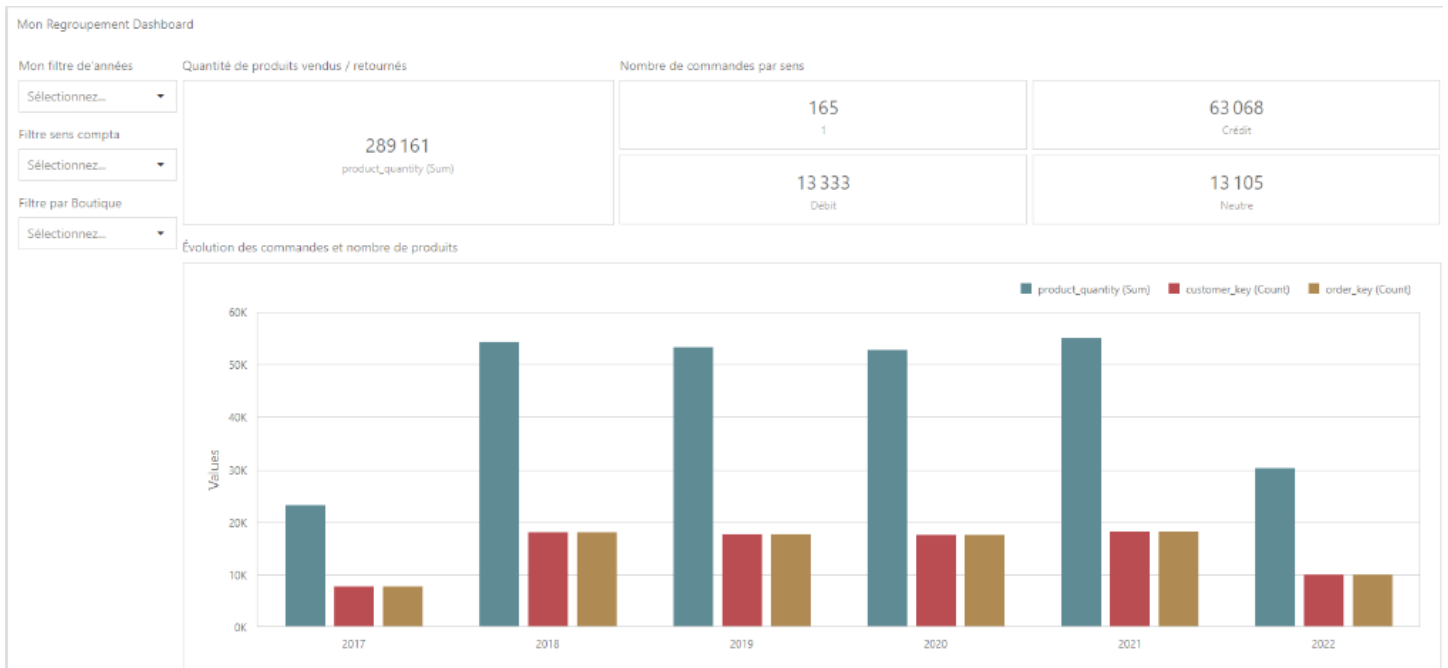 Mon Regroupement Dashboard
Mon filtre de'années
Sélectionnez...
Filtre sens compta
Sélectionnez...
Filtre par Boutique
Sélectionnez...
Quantité de produits vendus / retournés
289 161
product_quantity (Sum)
Nombre de commandes par sens
165
1
63 068
Crédit
13 333
Débit
13 105
Neutre
Évolution des commandes et nombre de produits
product_quantity (Sum) customer_key (Count) order_key (Count)
Values
60K
50K
40K
30K
20K
10K
0K
2017 2018 2019 2020 2021 2022